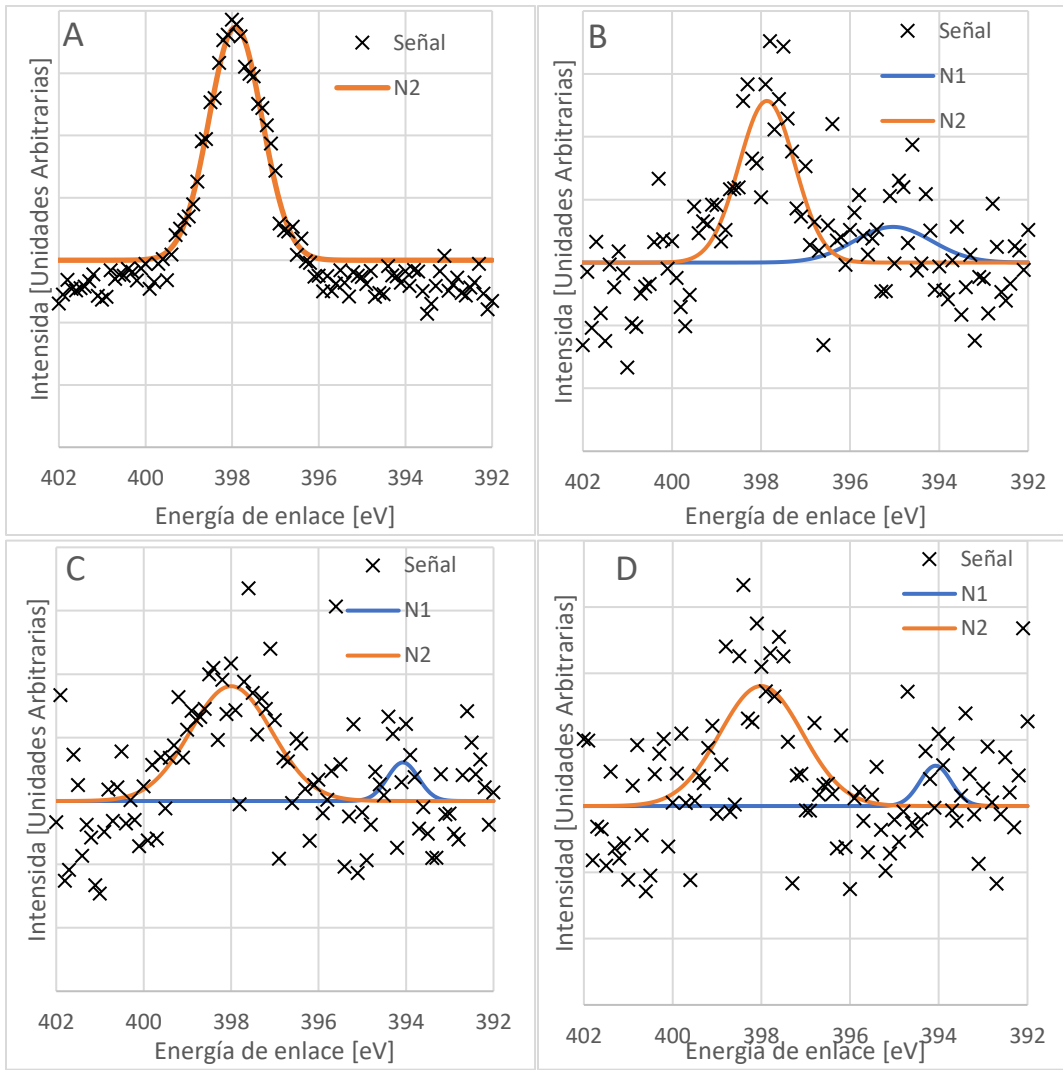 A
Señal
N2
Intensida [Unidades Arbitrarias]
402 400 398 396 394 392
Energía de enlace [eV]
B
Señal
N1
N2
Intensida [Unidades Arbitrarias]
402 400 398 396 394 392
Energía de enlace [eV]
C
Señal
N1
N2
Intensida [Unidades Arbitrarias]
402 400 398 396 394 392
Energía de enlace [eV]
D
Señal
N1
N2
Intensidad [Unidades Arbitrarias]
402 400 398 396 394 392
Energía de enlace [eV]